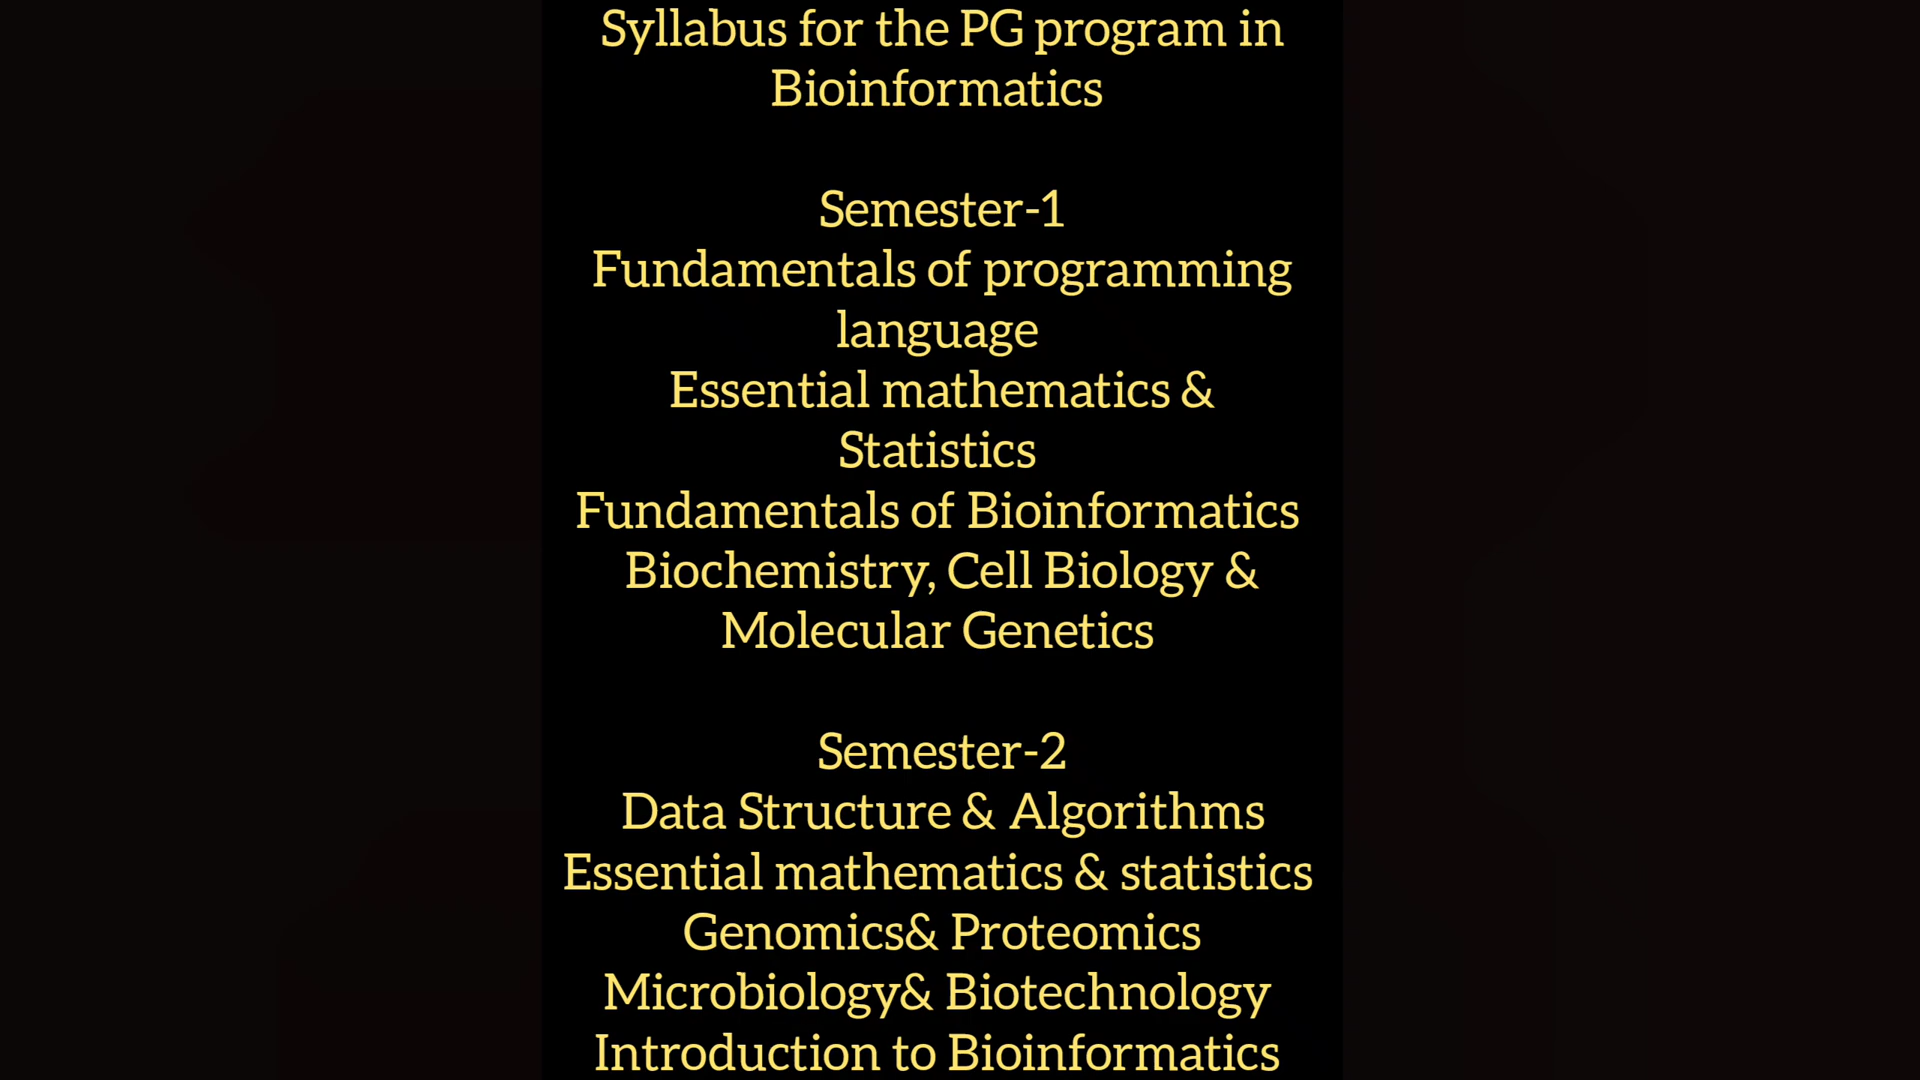 Syllabus for the PG program in
Bioinformatics
Semester-1
Fundamentals of programming
language
Essential mathematics &
Statistics
Fundamentals of Bioinformatics
Biochemistry, Cell Biology &
Molecular Genetics
Semester-2
Data Structure & Algorithms
Essential mathematics & statistics
Genomics& Proteomics
Microbiology& Biotechnology
Introduction to Bioinformatics